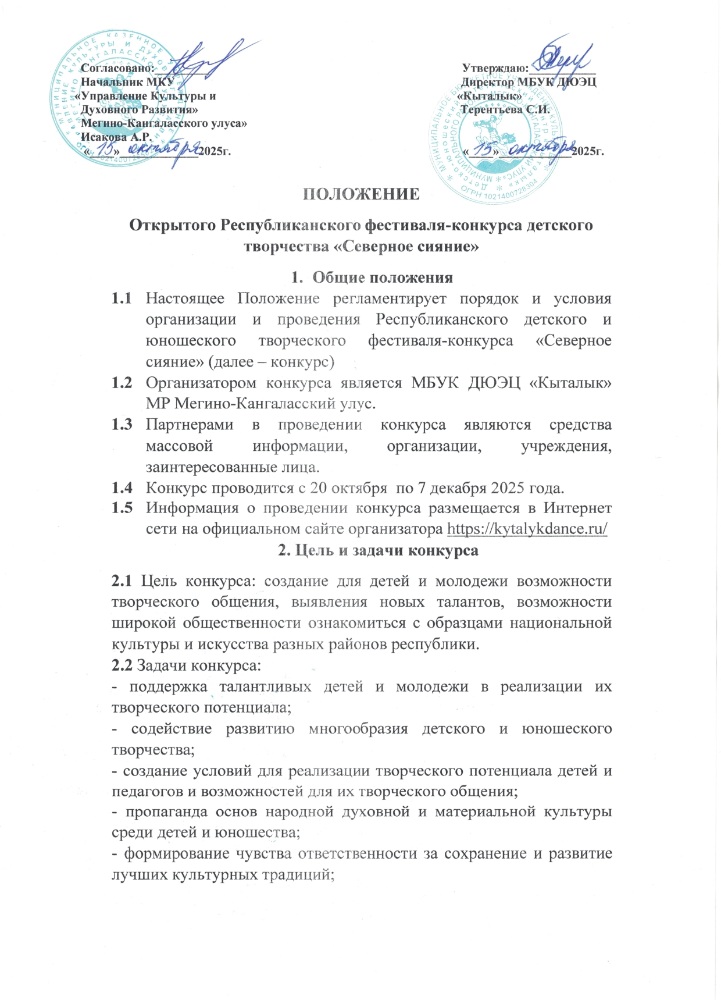 Согласовано:
Начальник МКУ
«Управление Культуры и
Духовного Развития»
Мегино-Кангаласского улуса»
Исакова А.Р.
«15» октября 2025г.
Утверждаю:
Директор МБУК ДЮЭЦ
«Кыталык»
Терентьева С.И.
«15» октября 2025г.
ОГРН 1021400728304
ПОЛОЖЕНИЕ
Открытого Республиканского фестиваля-конкурса детского
творчества «Северное сияние»
1. Общие положения
1.1 Настоящее Положение регламентирует порядок и условия
организации и проведения Республиканского детского и
юношеского творческого фестиваля-конкурса «Северное
сияние» (далее – конкурс)
1.2 Организатором конкурса является МБУК ДЮЭЦ «Кыталык»
МР Мегино-Кангаласский улус.
1.3 Партнерами в проведении конкурса являются средства
массовой информации, организации, учреждения,
заинтересованные лица.
1.4 Конкурс проводится с 20 октября по 7 декабря 2025 года.
1.5 Информация о проведении конкурса размещается в Интернет
сети на официальном сайте организатора https://kytalykdance.ru/
2. Цель и задачи конкурса
2.1 Цель конкурса: создание для детей и молодежи возможности
творческого общения, выявления новых талантов, возможности
широкой общественности ознакомиться с образцами национальной
культуры и искусства разных районов республики.
2.2 Задачи конкурса:
- поддержка талантливых детей и молодежи в реализации их
творческого потенциала;
- содействие развитию многообразия детского и юношеского
творчества;
- создание условий для реализации творческого потенциала детей и
педагогов и возможностей для их творческого общения;
- пропаганда основ народной духовной и материальной культуры
среди детей и юношества;
- формирование чувства ответственности за сохранение и развитие
лучших культурных традиций;